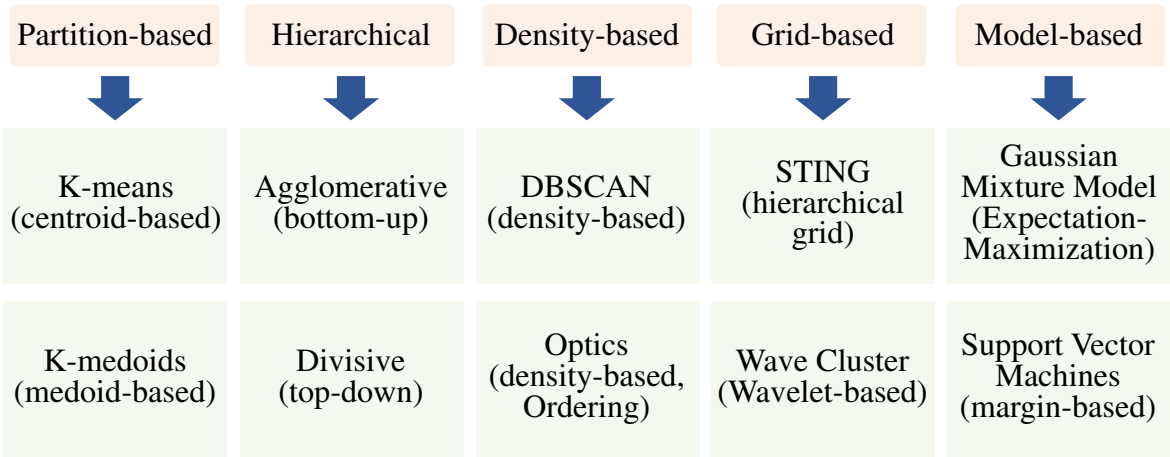 Partition-based
Hierarchical
Density-based
Grid-based
Model-based
K-means
(centroid-based)
Agglomerative
(bottom-up)
DBSCAN
(density-based)
STING
(hierarchical
grid)
Gaussian
Mixture Model
(Expectation-
Maximization)
K-medoids
(medoid-based)
Divisive
(top-down)
Optics
(density-based,
Ordering)
Wave Cluster
(Wavelet-based)
Support Vector
Machines
(margin-based)